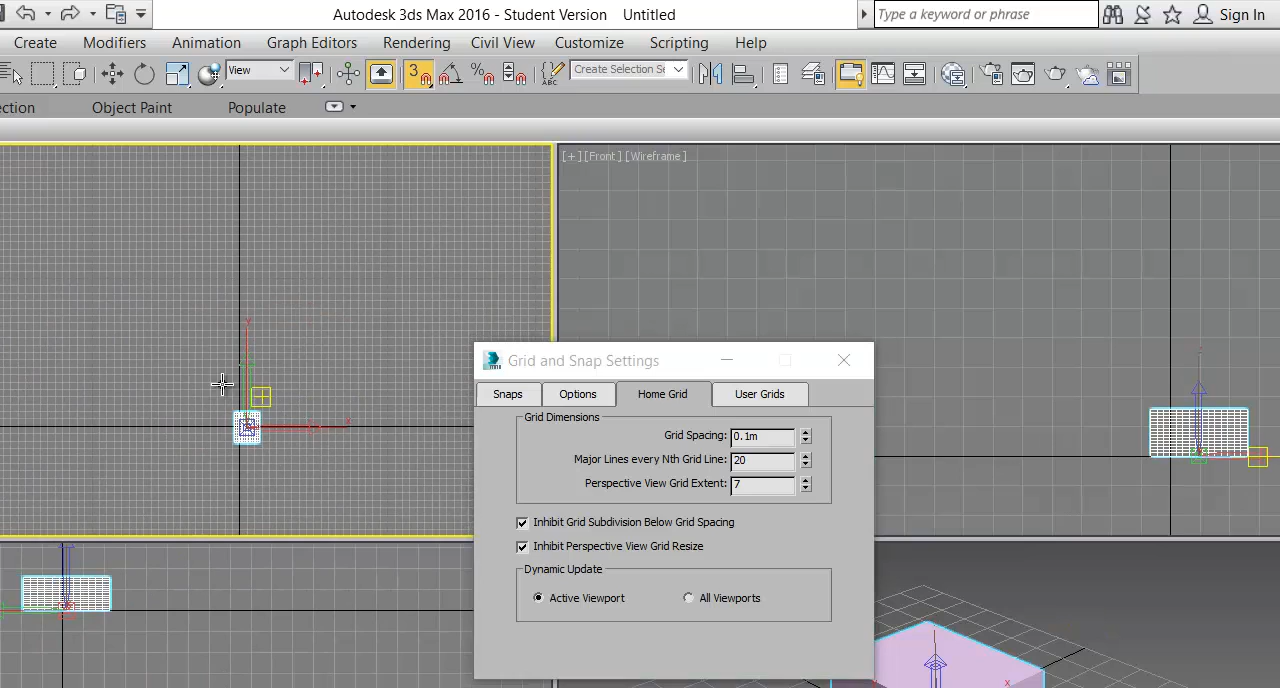 Autodesk 3ds Max 2016 - Student Version Untitled
Type a keyword or phrase
Sign In
Create Modifiers Animation Graph Editors Rendering Civil View Customize Scripting Help
View
3
%
ABC
Create Selection Se
ection Object Paint Populate
[+] [Front] [Wireframe]
y
x
Grid and Snap Settings
Snaps Options Home Grid User Grids
Grid Dimensions
Grid Spacing: 0.1m
Major Lines every Nth Grid Line: 20
Perspective View Grid Extent: 7
Inhibit Grid Subdivision Below Grid Spacing
Inhibit Perspective View Grid Resize
Dynamic Update
Active Viewport All Viewports
x